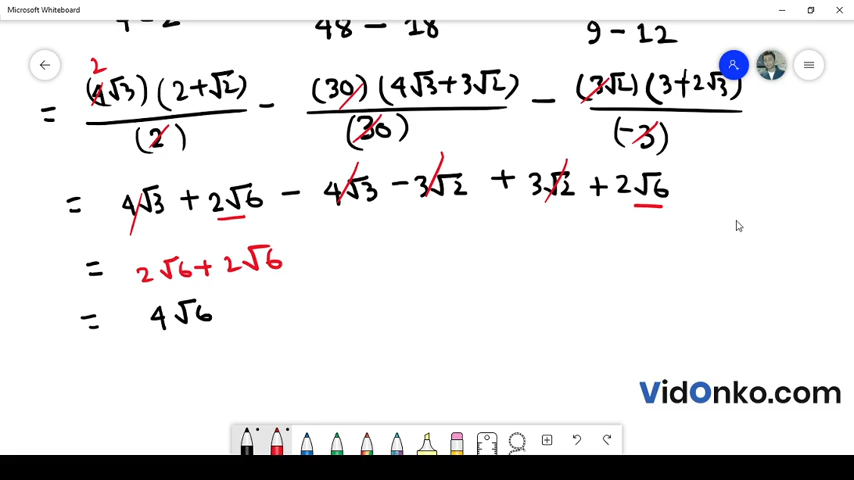 Microsoft Whiteboard
4 - 2 48 - 18 9 - 12
2
= (4√3) (2+√2) / (2) - (30) (4√3+3√2) / (30) - (3√2) (3+2√3) / (-3)
= 4√3 + 2√6 - 4√3 - 3√2 + 3√2 + 2√6
= 2√6 + 2√6
= 4√6
VidOnko.com